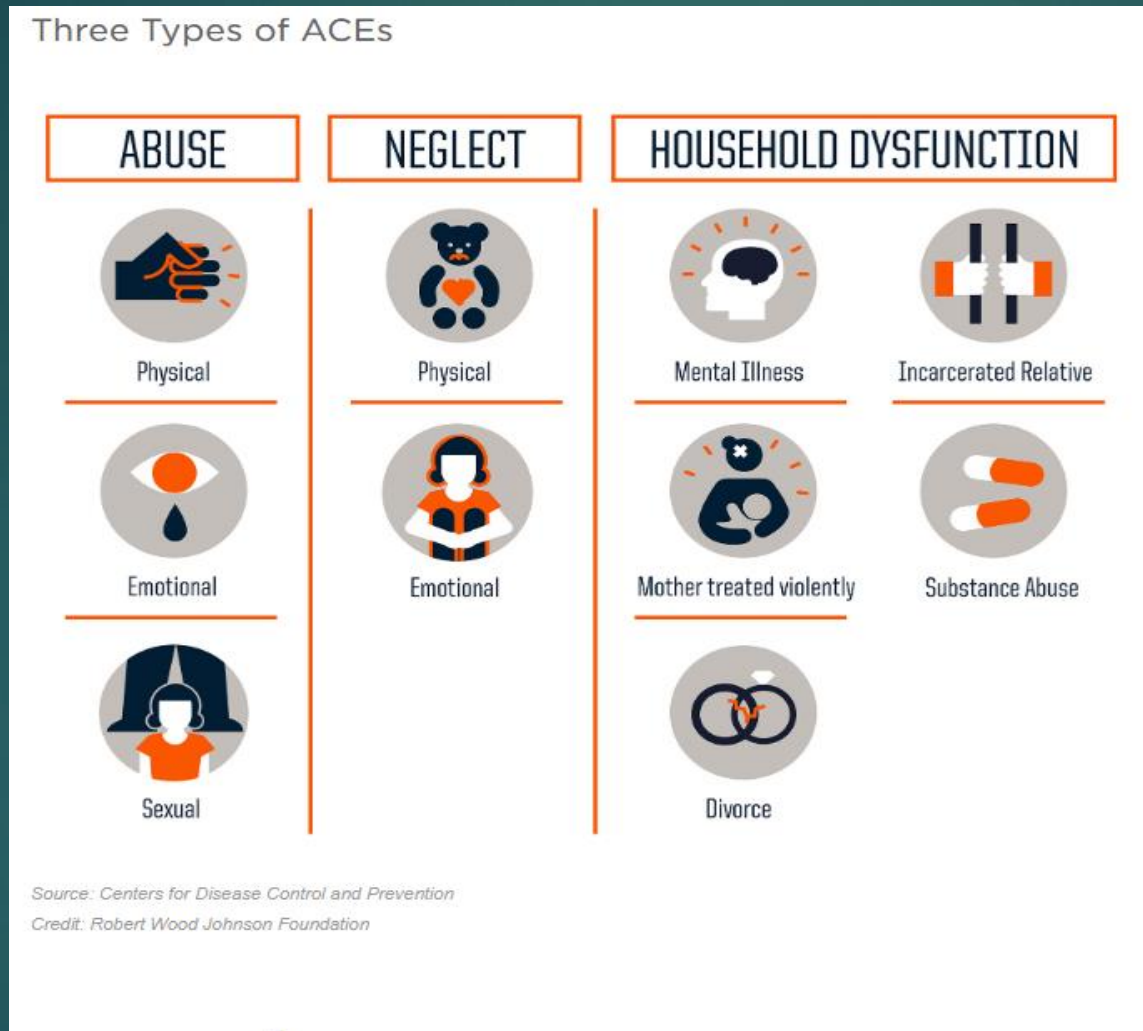 Three Types of ACEs
ABUSE
Physical
Emotional
Sexual
NEGLECT
Physical
Emotional
HOUSEHOLD DYSFUNCTION
Mental Illness
Incarcerated Relative
Mother treated violently
Substance Abuse
Divorce
Source: Centers for Disease Control and Prevention
Credit: Robert Wood Johnson Foundation